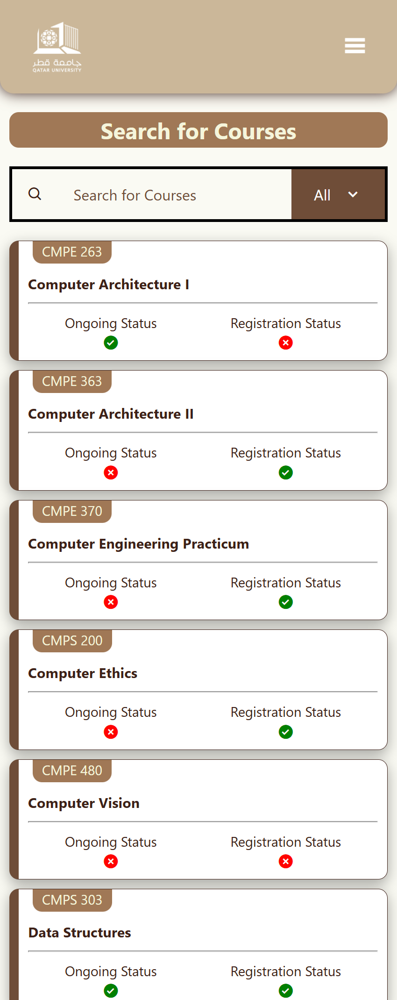 جامعة قطر
QATAR UNIVERSITY
Search for Courses
Search for Courses
All
CMPE 263
Computer Architecture I
Ongoing Status Registration Status
CMPE 363
Computer Architecture II
Ongoing Status Registration Status
CMPE 370
Computer Engineering Practicum
Ongoing Status Registration Status
CMPS 200
Computer Ethics
Ongoing Status Registration Status
CMPE 480
Computer Vision
Ongoing Status Registration Status
CMPS 303
Data Structures
Ongoing Status Registration Status